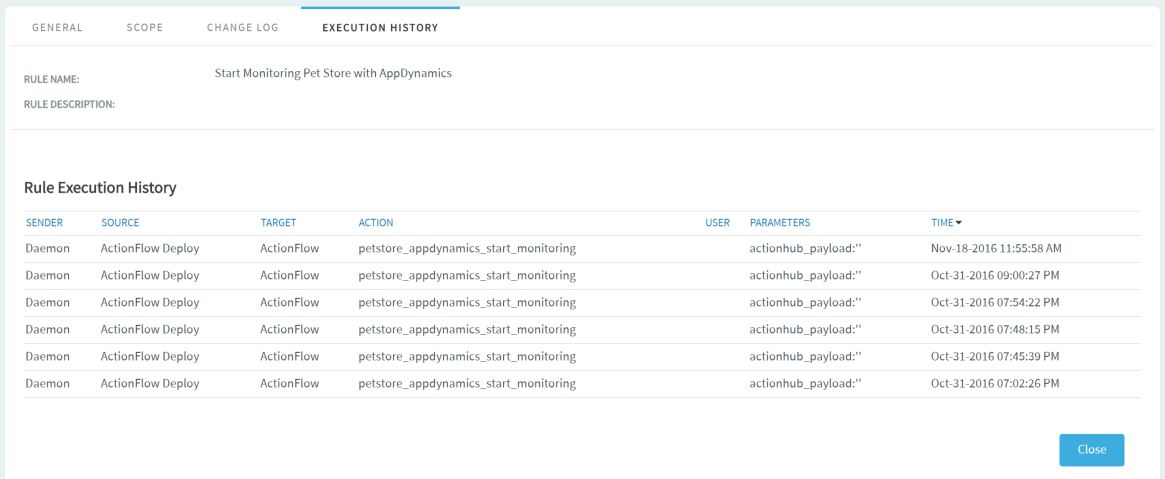 GENERAL SCOPE CHANGE LOG EXECUTION HISTORY
RULE NAME: Start Monitoring Pet Store with AppDynamics
RULE DESCRIPTION:
Rule Execution History
SENDER SOURCE TARGET ACTION USER PARAMETERS TIME
Daemon ActionFlow Deploy ActionFlow petstore_appdynamics_start_monitoring actionhub_payload:'' Nov-18-2016 11:55:58 AM
Daemon ActionFlow Deploy ActionFlow petstore_appdynamics_start_monitoring actionhub_payload:'' Oct-31-2016 09:00:27 PM
Daemon ActionFlow Deploy ActionFlow petstore_appdynamics_start_monitoring actionhub_payload:'' Oct-31-2016 07:54:22 PM
Daemon ActionFlow Deploy ActionFlow petstore_appdynamics_start_monitoring actionhub_payload:'' Oct-31-2016 07:48:15 PM
Daemon ActionFlow Deploy ActionFlow petstore_appdynamics_start_monitoring actionhub_payload:'' Oct-31-2016 07:45:39 PM
Daemon ActionFlow Deploy ActionFlow petstore_appdynamics_start_monitoring actionhub_payload:'' Oct-31-2016 07:02:26 PM
Close